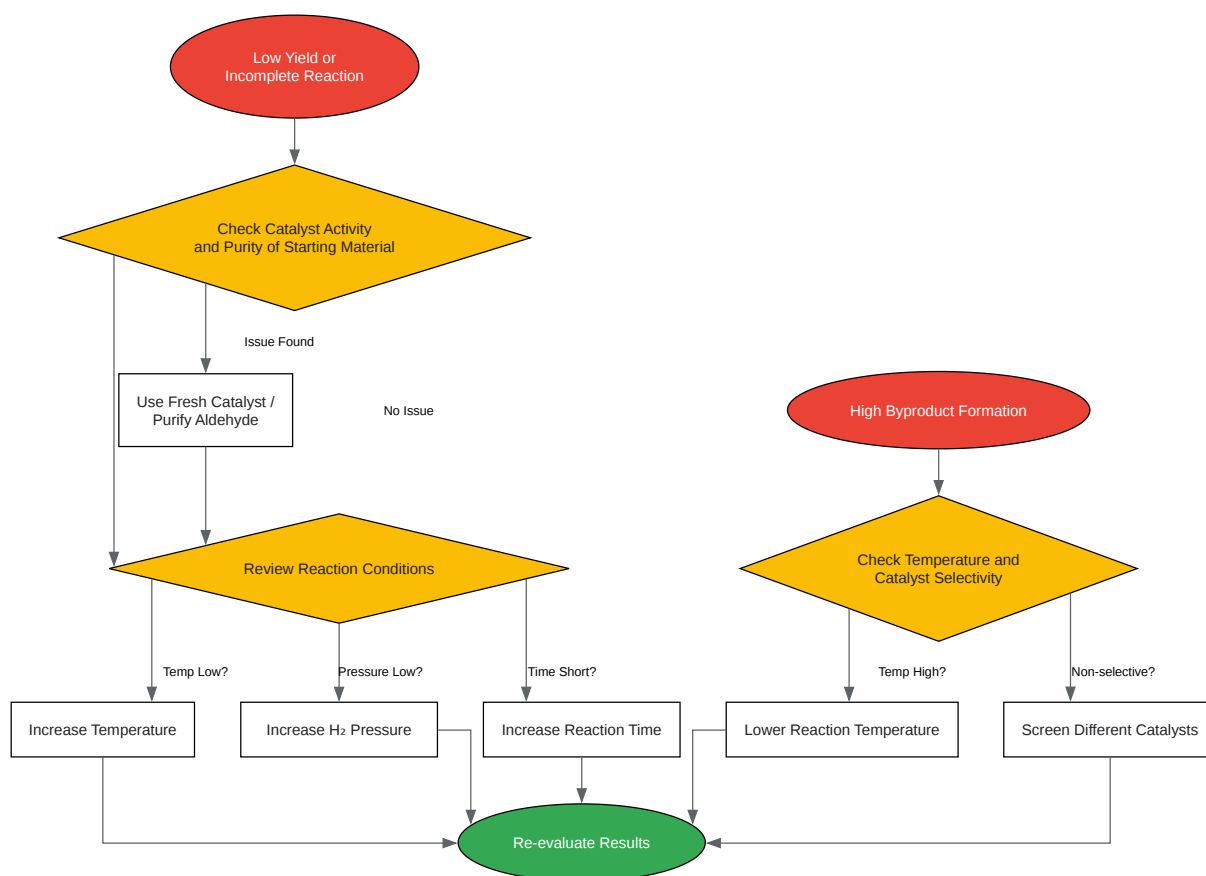 Low Yield or
Incomplete Reaction
Check Catalyst Activity
and Purity of Starting Material
Issue Found
Use Fresh Catalyst /
Purify Aldehyde
No Issue
High Byproduct Formation
Review Reaction Conditions
Check Temperature and
Catalyst Selectivity
Temp Low?
Pressure Low?
Time Short?
Temp High?
Non-selective?
Increase Temperature
Increase H₂ Pressure
Increase Reaction Time
Lower Reaction Temperature
Screen Different Catalysts
Re-evaluate Results